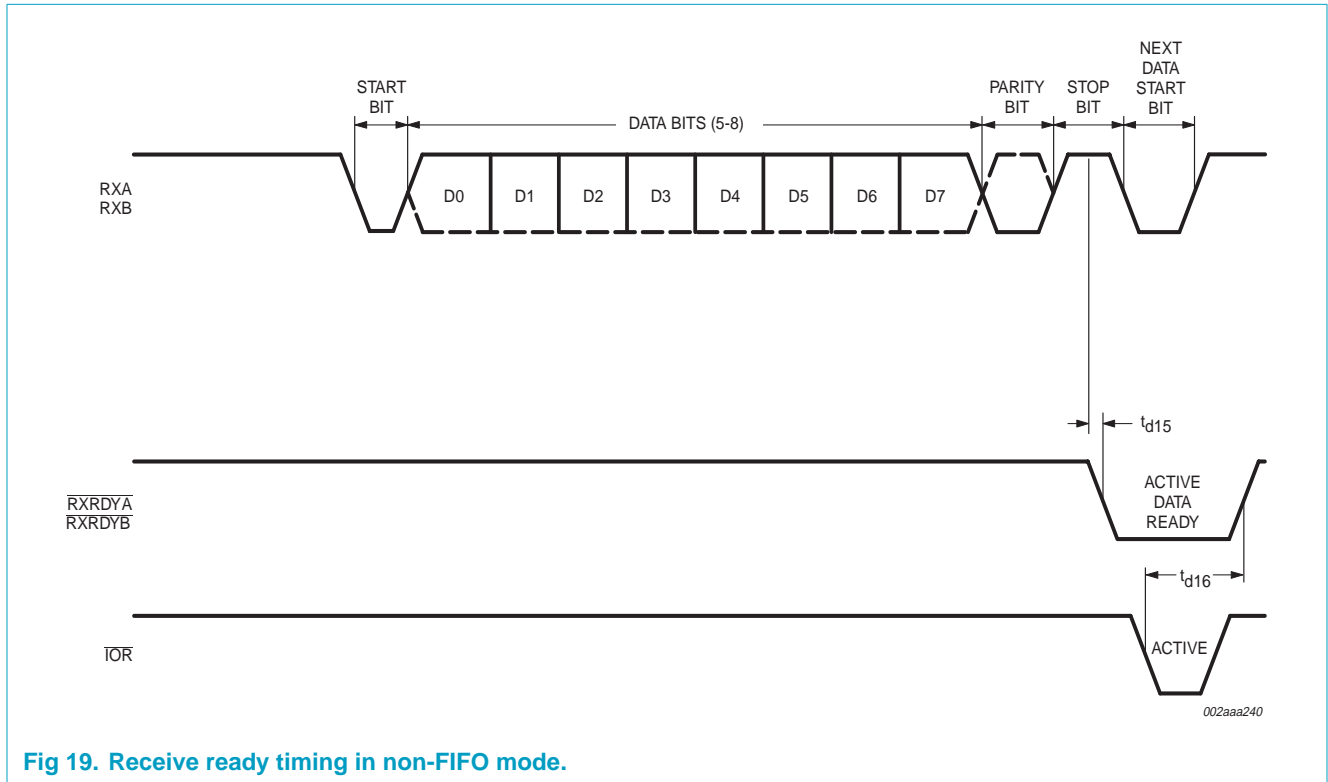 START
BIT
DATA BITS (5-8)
PARITY
BIT
STOP
BIT
NEXT
DATA
START
BIT
RXA
RXB
D0
D1
D2
D3
D4
D5
D6
D7
td15
RXRDYA
RXRDYB
ACTIVE
DATA
READY
td16
IOR
ACTIVE
002aaa240
Fig 19. Receive ready timing in non-FIFO mode.